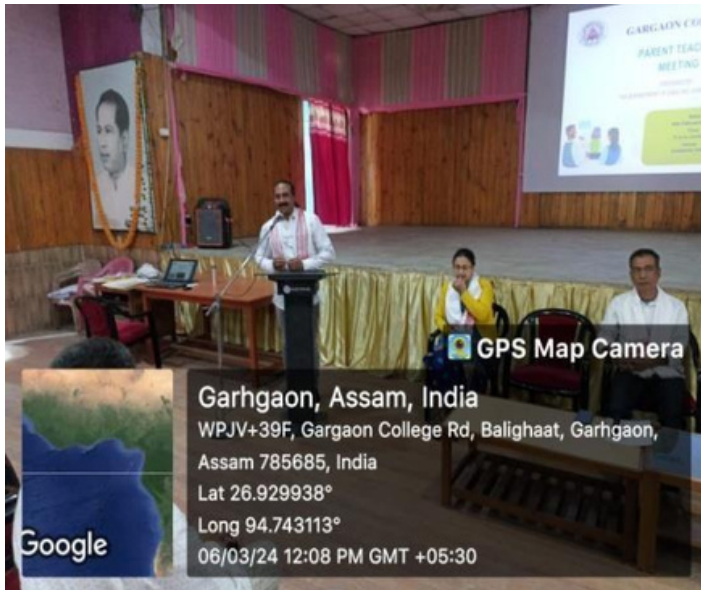 GARGAON CO
PARENT TEAC
MEETING
GPS Map Camera
Garhgaon, Assam, India
WPJV+39F, Gargaon College Rd, Balighaat, Garhgaon,
Assam 785685, India
Lat 26.929938°
Long 94.743113°
06/03/24 12:08 PM GMT +05:30
Google